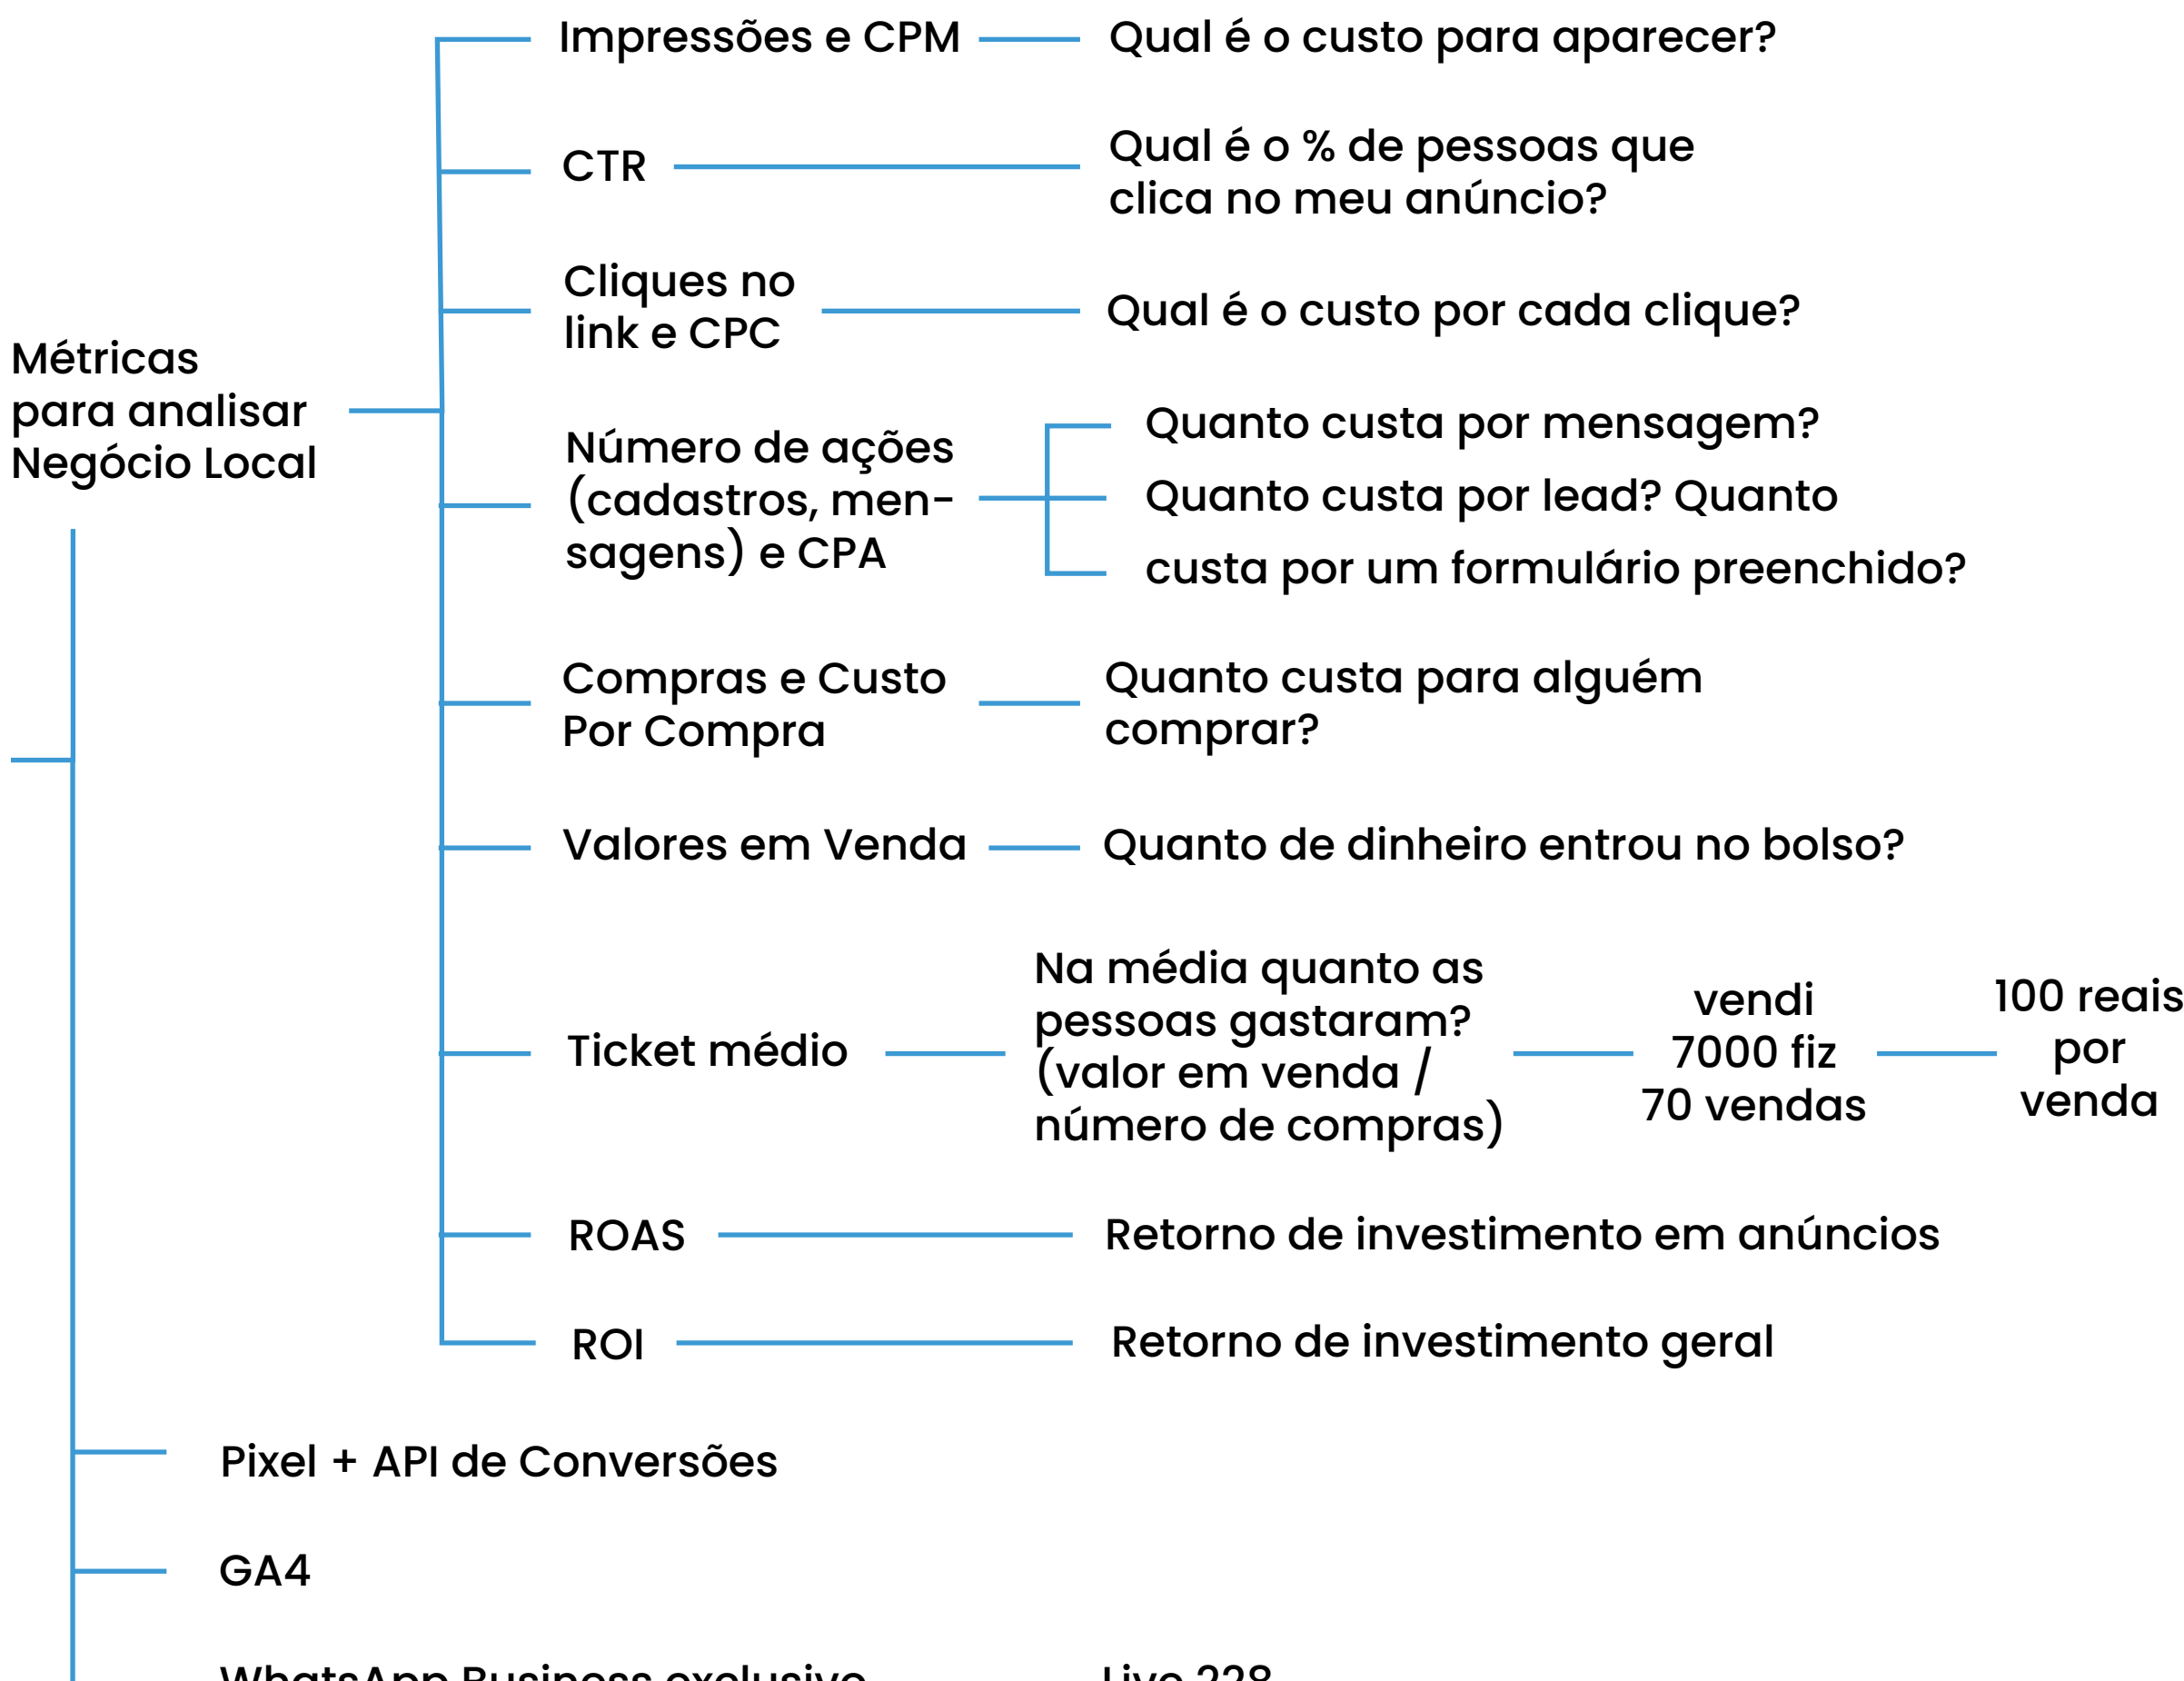 Impressões e CPM
Qual é o custo para aparecer?
CTR
Qual é o % de pessoas que
clica no meu anúncio?
Cliques no
link e CPC
Qual é o custo por cada clique?
Métricas
para analisar
Negócio Local
Número de ações
(cadastros, men-
sagens) e CPA
Quanto custa por mensagem?
Quanto custa por lead? Quanto
custa por um formulário preenchido?
Compras e Custo
Por Compra
Quanto custa para alguém
comprar?
Valores em Venda
Quanto de dinheiro entrou no bolso?
Ticket médio
Na média quanto as
pessoas gastaram?
(valor em venda /
número de compras)
vendi
7000 fiz
70 vendas
100 reais
por
venda
ROAS
Retorno de investimento em anúncios
ROI
Retorno de investimento geral
Pixel + API de Conversões
GA4
WhatsApp Business exclusivo
Live 228